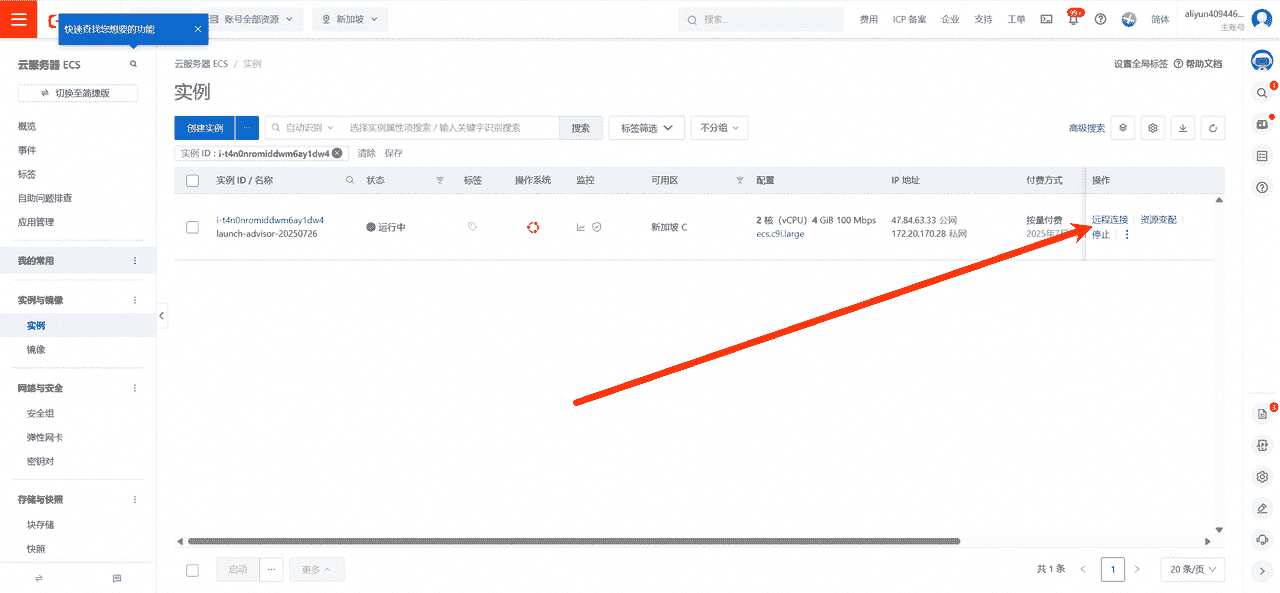 账号全部资源
新加坡
搜索...
费用
ICP 备案
企业
支持
工单
99+
简体
aliyun409446...
主账号
快速查找您想要的功能
云服务器 ECS
切换至简捷版
概览
事件
标签
自助问题排查
应用管理
我的常用
实例与镜像
实例
镜像
网络与安全
安全组
弹性网卡
密钥对
存储与快照
块存储
快照
云服务器 ECS / 实例
设置全局标签
帮助文档
实例
创建实例
自动识别
选择实例属性项搜索 / 输入关键字识别搜索
搜索
标签筛选
不分组
高级搜索
实例 ID : i-t4n0nromiddwm6ay1dw4
清除
保存
实例 ID / 名称
状态
标签
操作系统
监控
可用区
配置
IP 地址
付费方式
操作
i-t4n0nromiddwm6ay1dw4
launch-advisor-20250726
运行中
新加坡 C
2 核（vCPU）4 GiB 100 Mbps
ecs.c9i.large
47.84.63.33 公网
172.20.170.28 私网
按量付费
2025年7月
远程连接
资源变配
停止
启动
更多
共 1 条
1
20 条/页